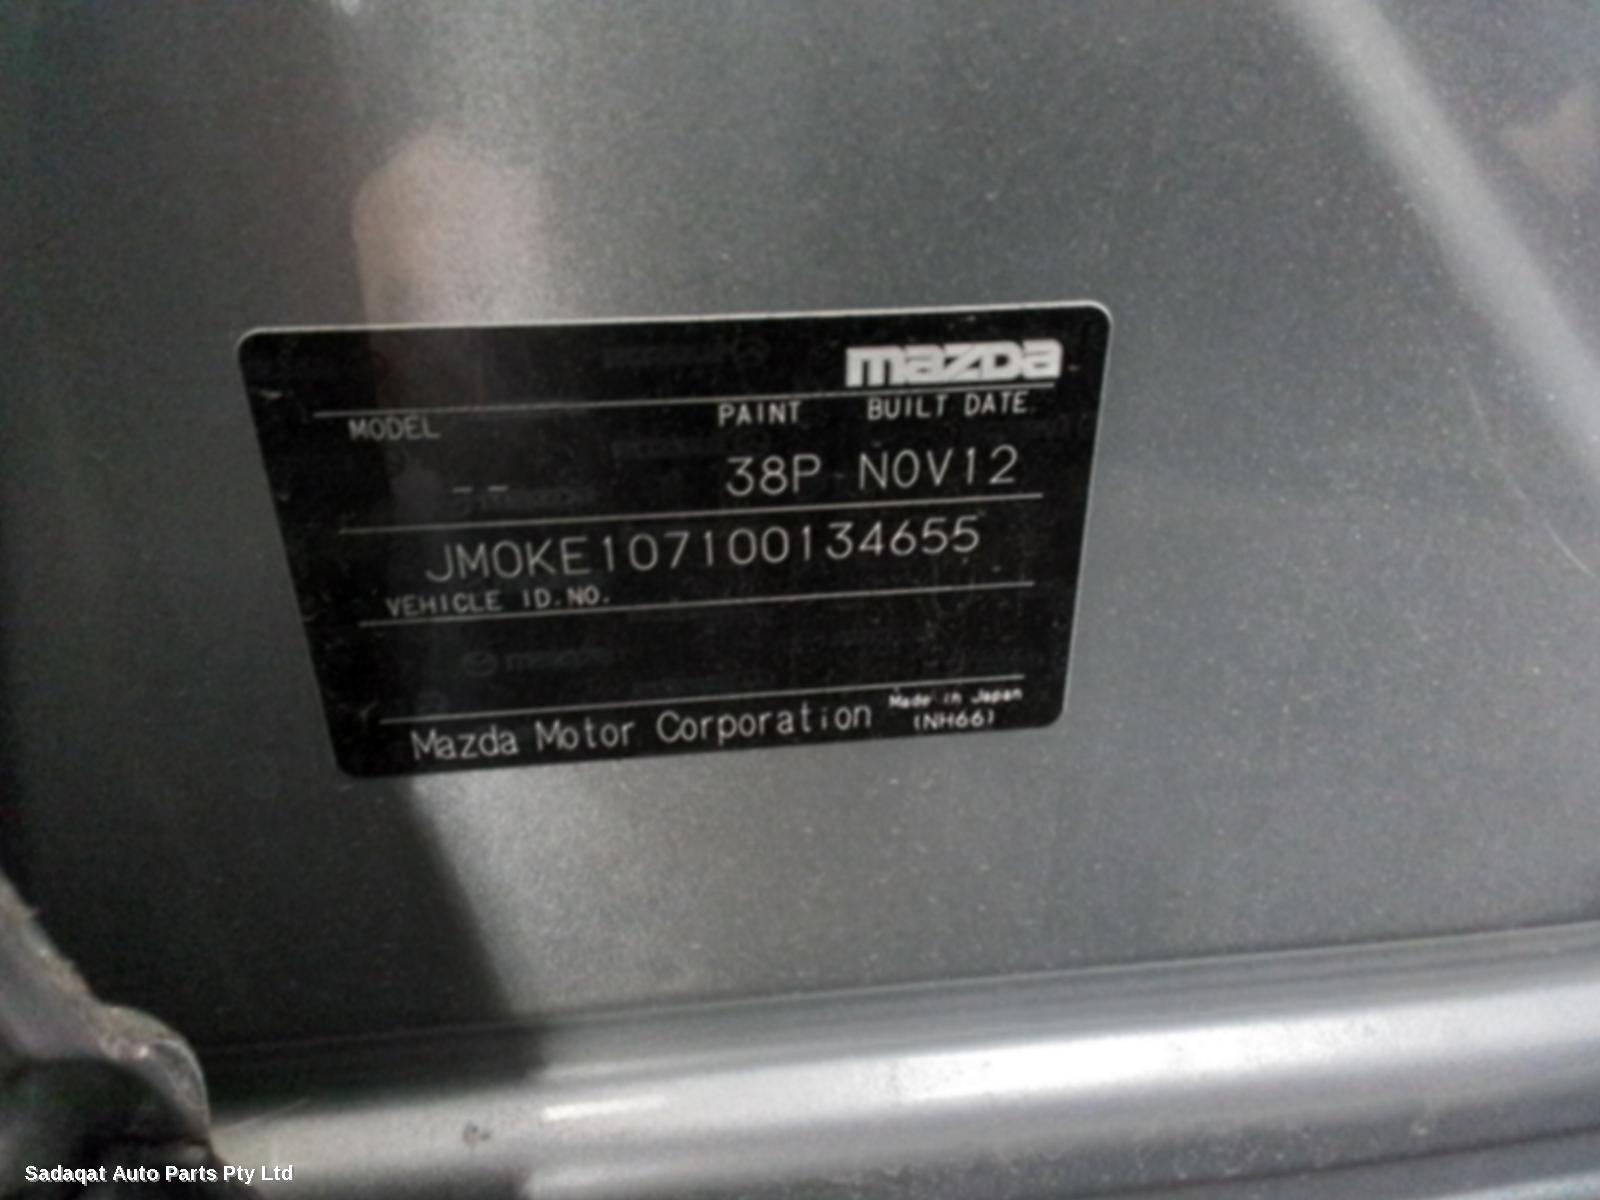 mazda
MODEL PAINT BUILT DATE
-- 38P NOV12
JM0KE107100134655
VEHICLE ID.NO.
Mazda Motor Corporation Made in Japan
(NH66)
Sadaqat Auto Parts Pty Ltd